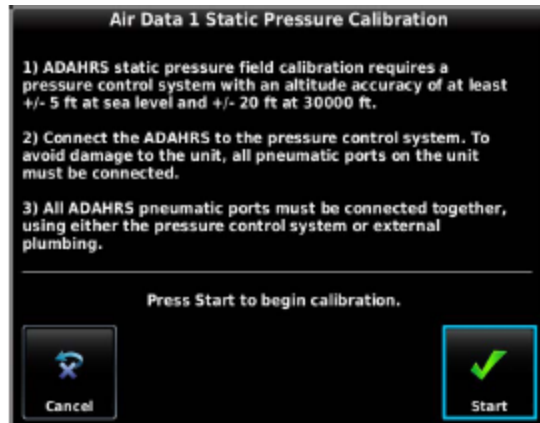 Air Data 1 Static Pressure Calibration
1) ADAHRS static pressure field calibration requires a
pressure control system with an altitude accuracy of at least
+/- 5 ft at sea level and +/- 20 ft at 30000 ft.
2) Connect the ADAHRS to the pressure control system. To
avoid damage to the unit, all pneumatic ports on the unit
must be connected.
3) All ADAHRS pneumatic ports must be connected together,
using either the pressure control system or external
plumbing.
Press Start to begin calibration.
Cancel
Start